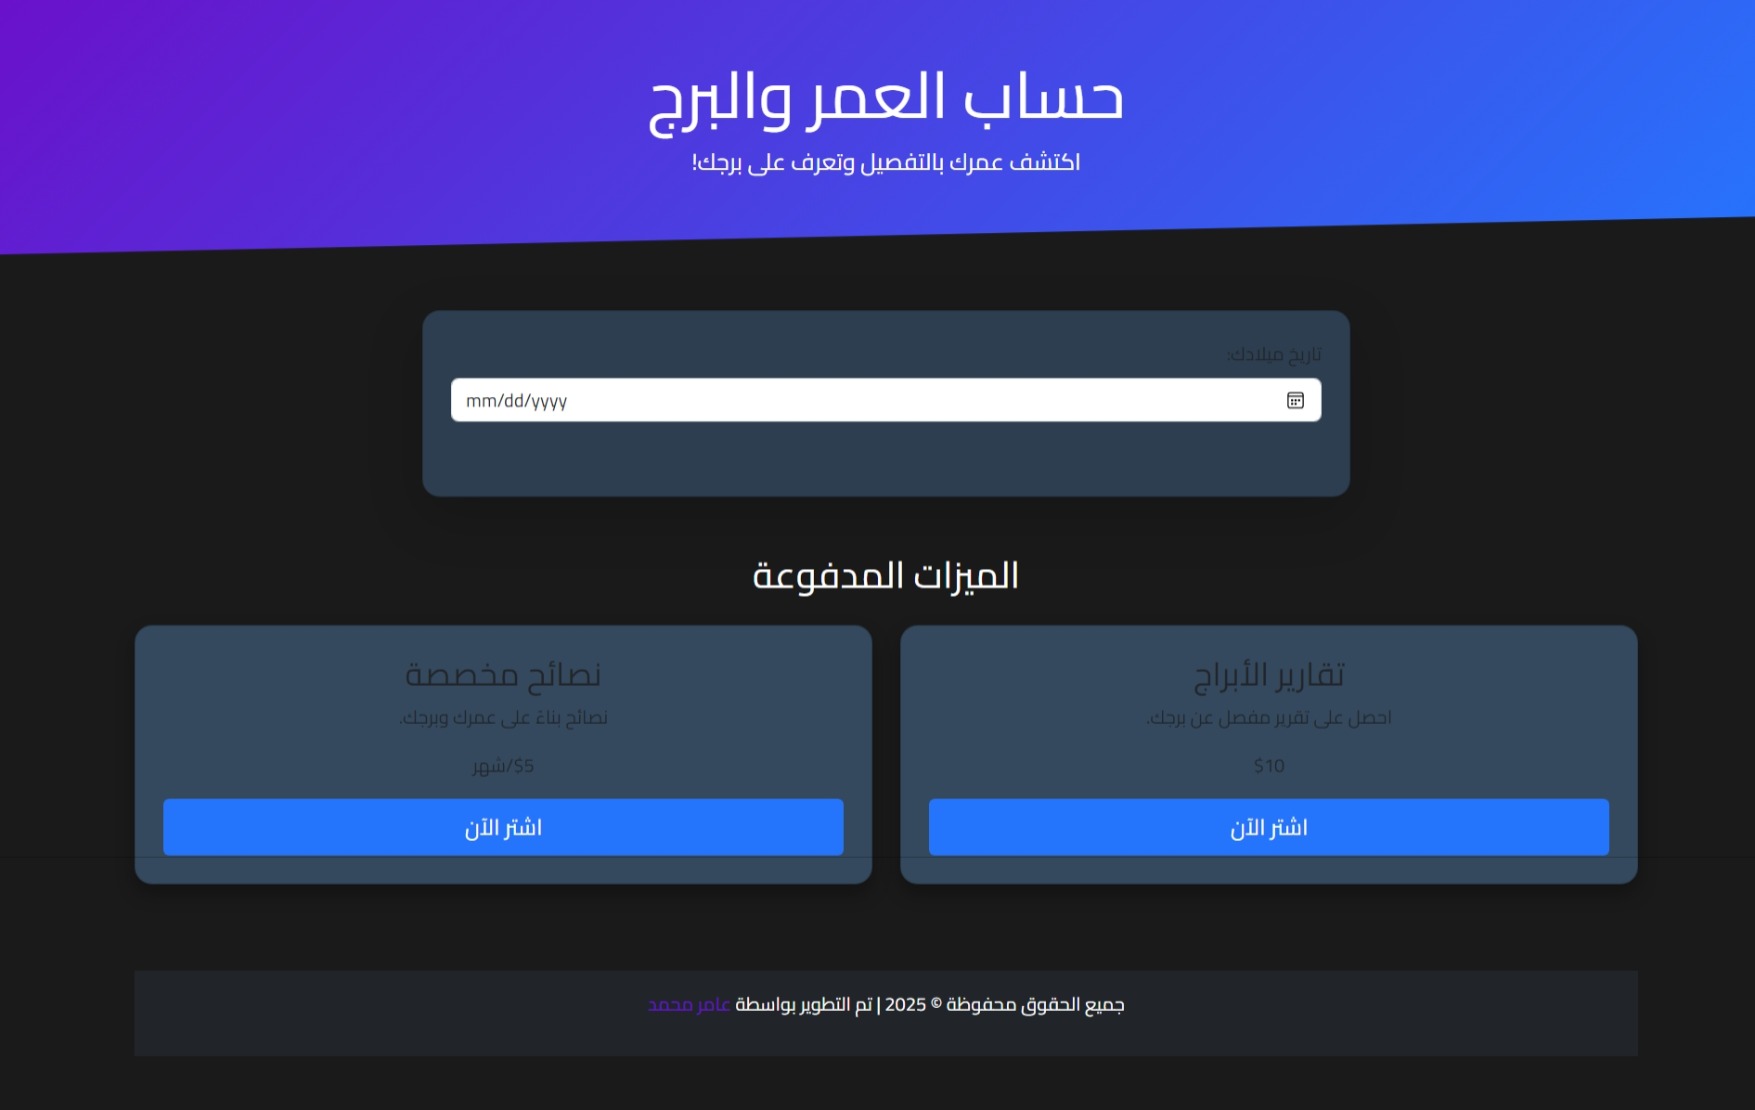 حساب العمر والبرج
اكتشف عمرك بالتفصيل وتعرف على برجك!
تاريخ ميلادك:
mm/dd/yyyy
الميزات المدفوعة
تقارير الأبراج
احصل على تقرير مفصل عن برجك.
$10
اشتر الآن
نصائح مخصصة
نصائح بناءً على عمرك وبرجك.
$5/شهر
اشتر الآن
جميع الحقوق محفوظة © 2025 | تم التطوير بواسطة عامر محمد